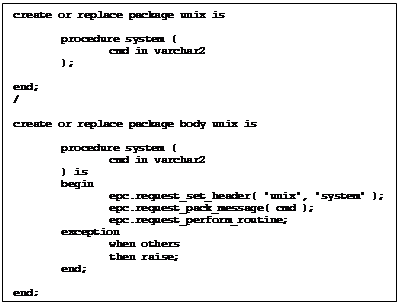 create or replace package unix is
procedure system (
cmd in varchar2
);
end;
/
create or replace package body unix is
procedure system (
cmd in varchar2
) is
begin
epc.request_set_header( 'unix', 'system' );
epc.request_pack_message( cmd );
epc.request_perform_routine;
exception
when others
then raise;
end;
end;